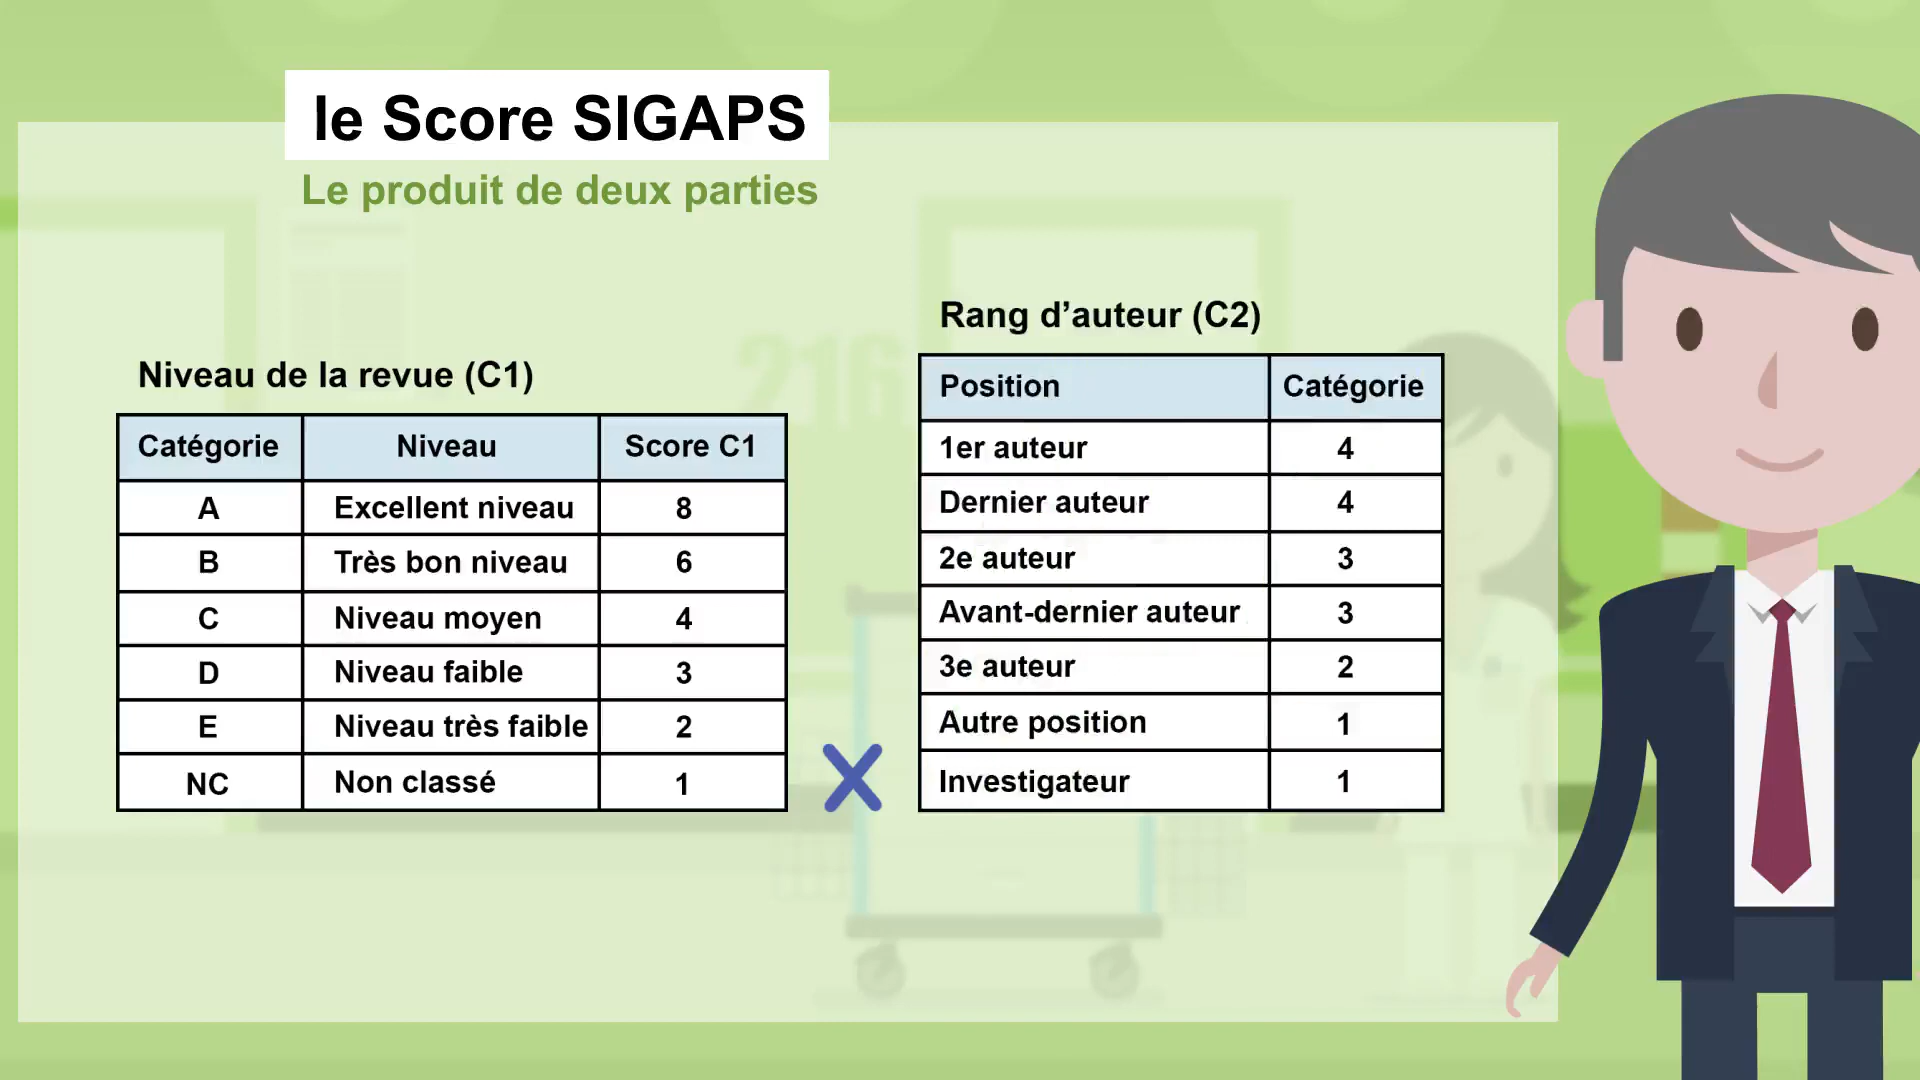 le Score SIGAPS
Le produit de deux parties
Niveau de la revue (C1)
Catégorie Niveau Score C1
A Excellent niveau 8
B Très bon niveau 6
C Niveau moyen 4
D Niveau faible 3
E Niveau très faible 2
NC Non classé 1
X
Rang d’auteur (C2)
Position Catégorie
1er auteur 4
Dernier auteur 4
2e auteur 3
Avant-dernier auteur 3
3e auteur 2
Autre position 1
Investigateur 1
216